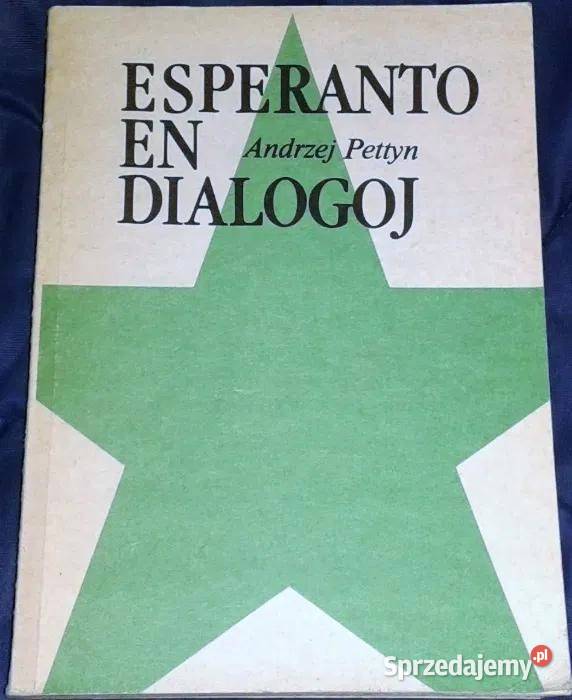 ESPERANTO
EN
Andrzej Pettyn
DIALOGOJ
Sprzedajemy.pl